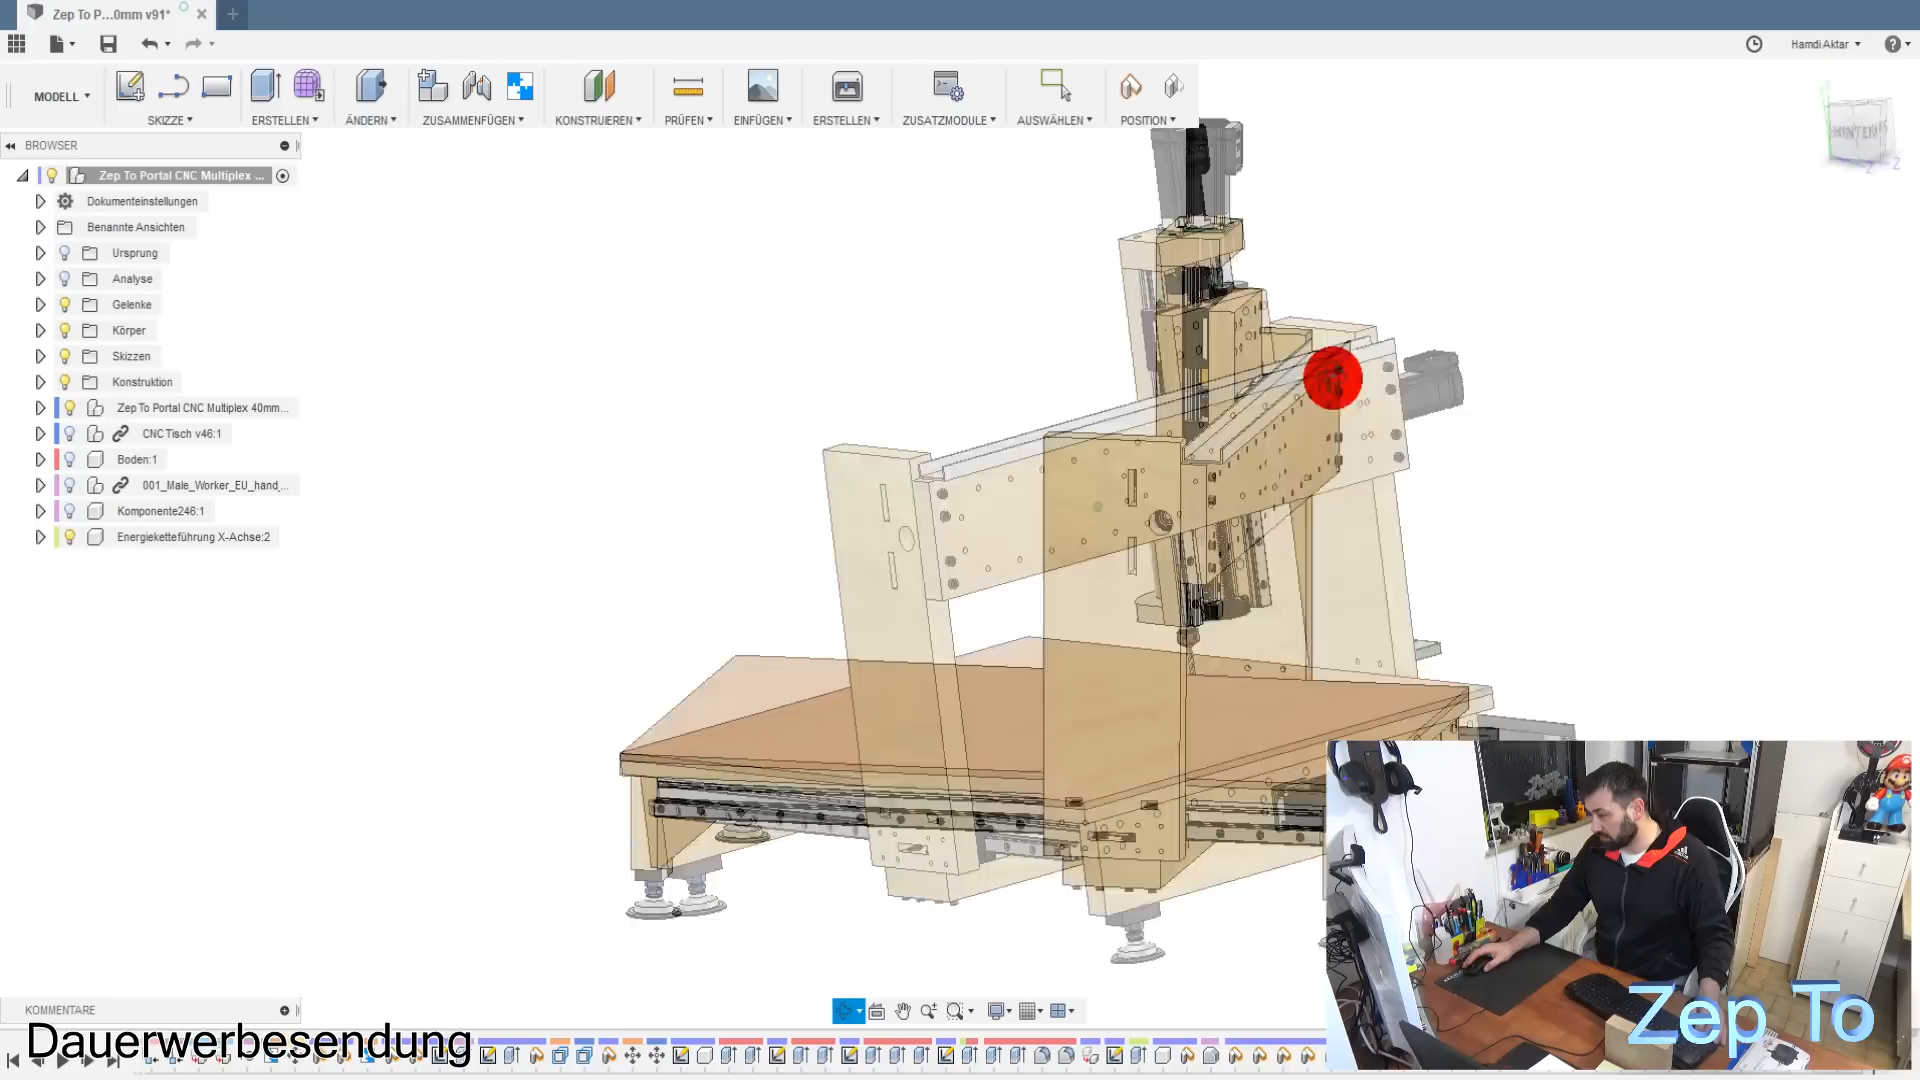 Zep To P...0mm v91*
Hamdi Aktar
MODELL
SKIZZE
ERSTELLEN
ÄNDERN
ZUSAMMENFÜGEN
KONSTRUIEREN
PRÜFEN
EINFÜGEN
ERSTELLEN
ZUSATZMODULE
AUSWÄHLEN
POSITION
BROWSER
Zep To Portal CNC Multiplex ...
Dokumenteinstellungen
Benannte Ansichten
Ursprung
Analyse
Gelenke
Körper
Skizzen
Konstruktion
Zep To Portal CNC Multiplex 40mm...
CNC Tisch v46:1
Boden:1
001_Male_Worker_EU_hand_...
Komponente246:1
Energieketteführung X-Achse:2
Z
KOMMENTARE
Dauerwerbesendung
Zep To